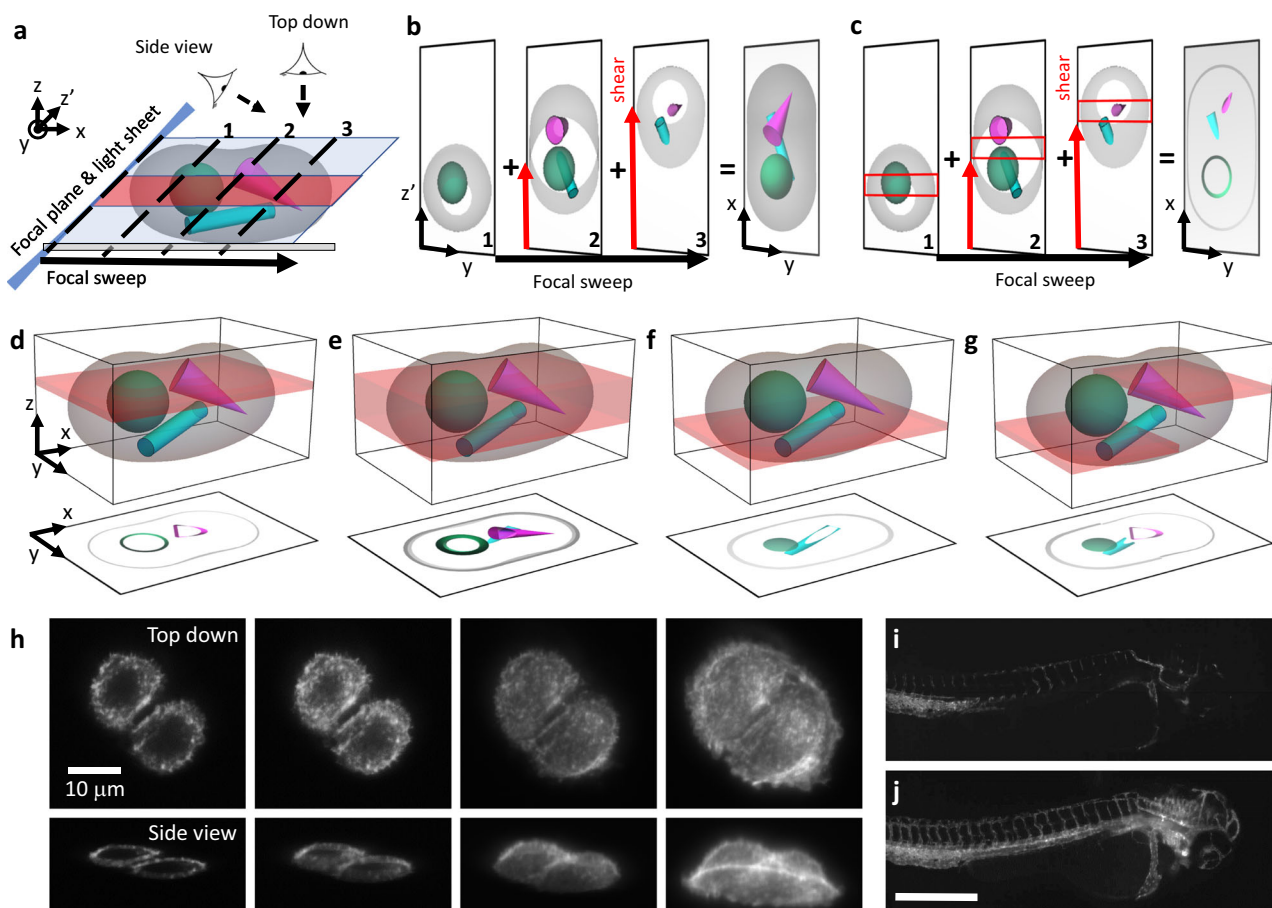 a
Side view
Top down
z
z'
x
y
1
2
3
Focal plane & light sheet
Focal sweep
b
shear
+
+
=
z'
y
1
2
3
x
y
Focal sweep
c
shear
+
+
=
x
y
1
2
3
x
y
Focal sweep
d
e
f
g
z
x
y
x
y
h
Top down
10 μm
Side view
i
j